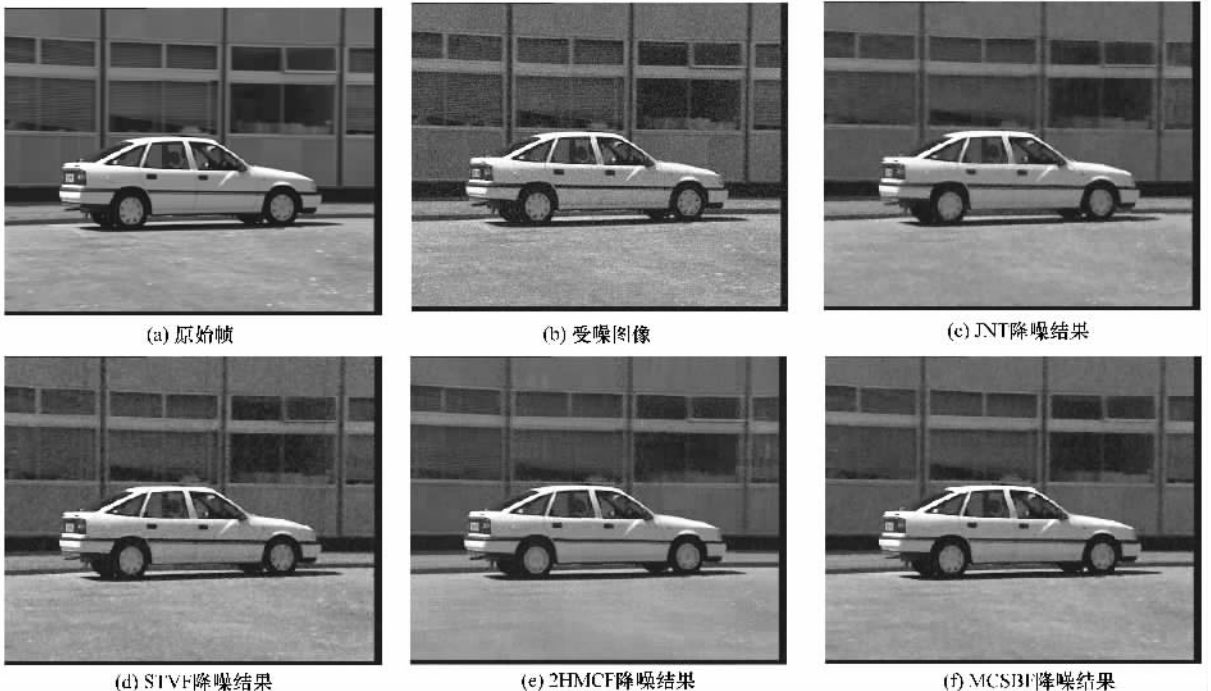 (a) 原始帧
(b) 受噪图像
(c) JNT降噪结果
(d) STVF降噪结果
(e) 2HMCF降噪结果
(f) MCSBF降噪结果